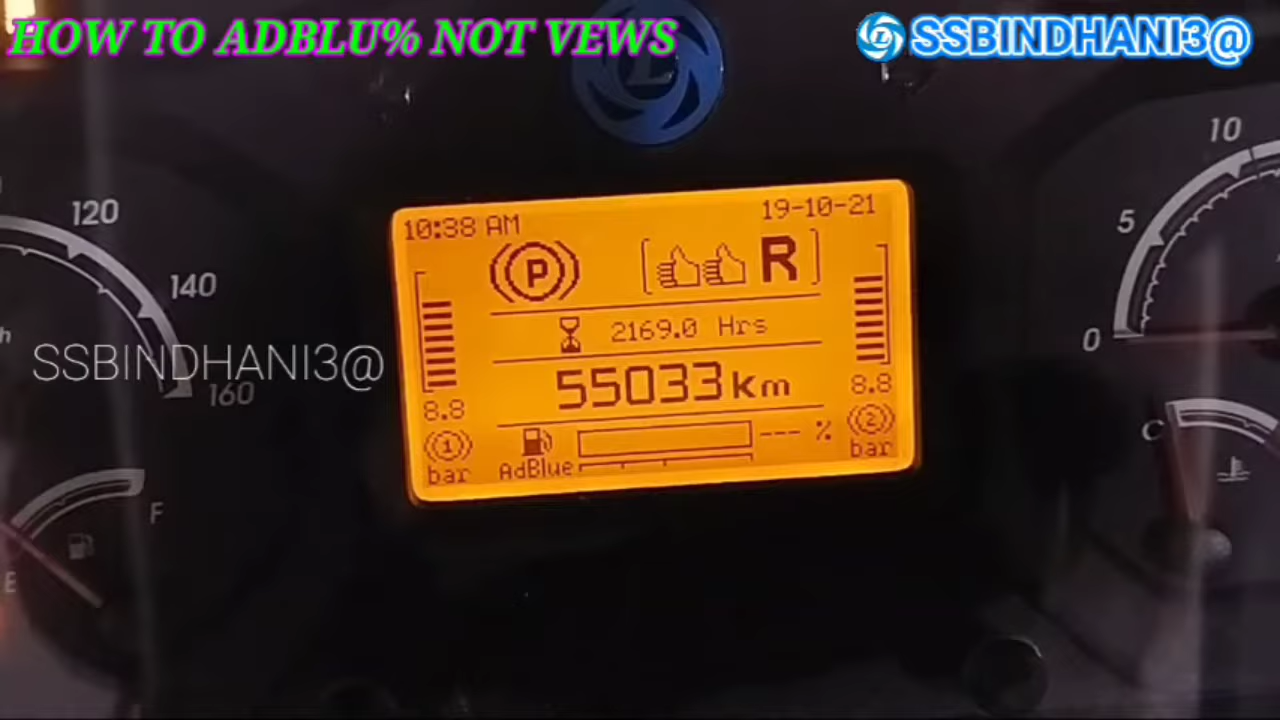 HOW TO ADBLU% NOT VEWS
SSBINDHANI3@
10:38 AM
19-10-21
P
R
2169.0 Hrs
55033 km
8.8
8.8
1
2
bar
bar
AdBlue
--- %
120
140
160
SSBINDHANI3@
F
E
10
5
0
C
L
h